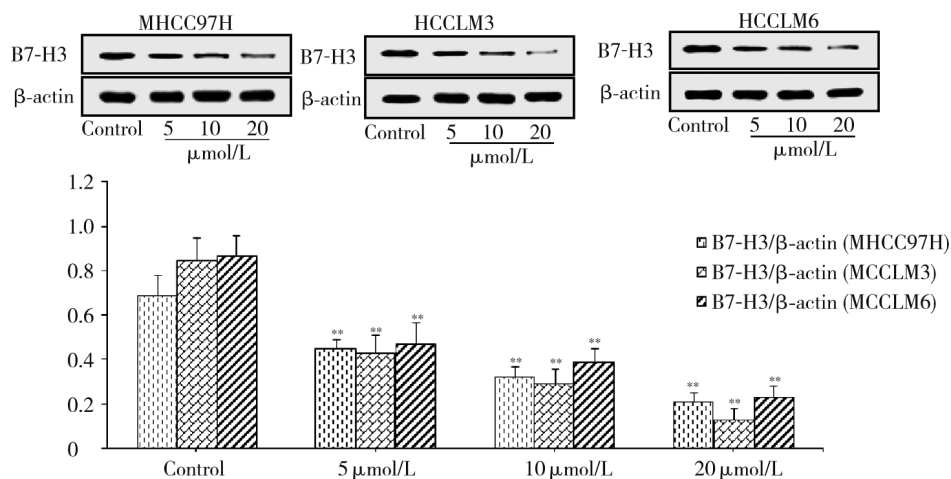 MHCC97H
B7-H3
β-actin
Control 5 10 20
μmol/L
HCCLM3
B7-H3
β-actin
Control 5 10 20
μmol/L
HCCLM6
B7-H3
β-actin
Control 5 10 20
μmol/L
1.2
1.0
0.8
0.6
0.4
0.2
0
** ** **
** ** **
** ** **
Control 5 μmol/L 10 μmol/L 20 μmol/L
B7-H3/β-actin (MHCC97H)
B7-H3/β-actin (MCCLM3)
B7-H3/β-actin (MCCLM6)